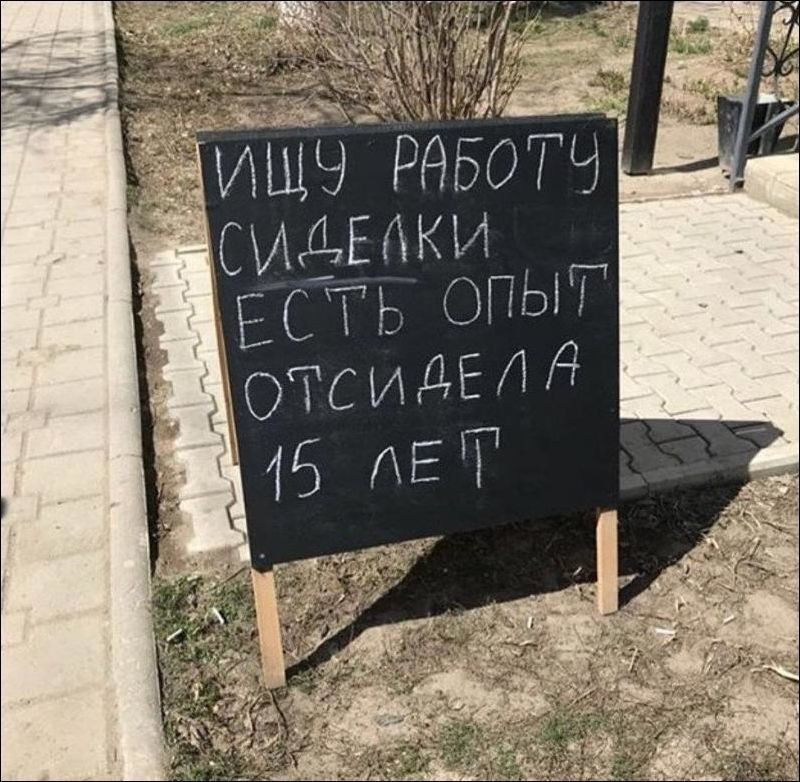 ИЩУ РАБОТУ
СИДЕЛКИ
ЕСТЬ ОПЫТ
ОТСИДЕЛА
15 ЛЕТ